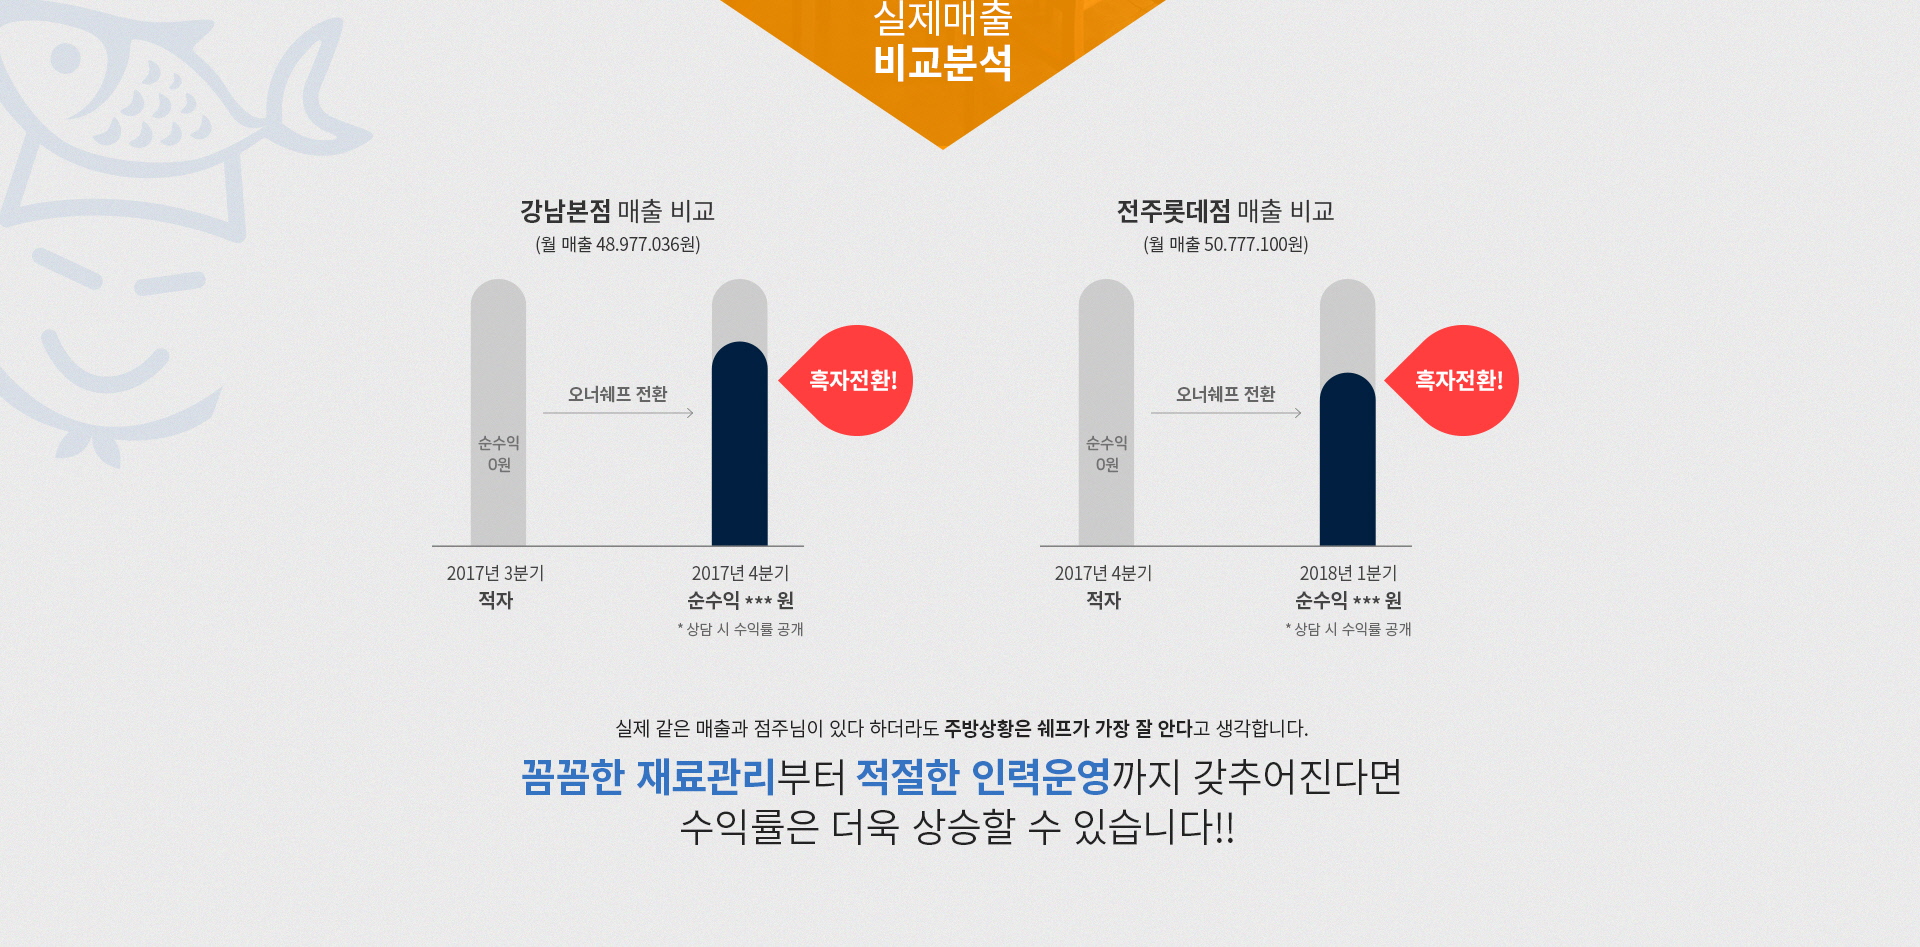 실제매출
비교분석
강남본점 매출 비교
(월 매출 48.977.036원)
순수익
0원
오너쉐프 전환
흑자전환!
2017년 3분기
적자
2017년 4분기
순수익 *** 원
* 상담 시 수익률 공개
전주롯데점 매출 비교
(월 매출 50.777.100원)
순수익
0원
오너쉐프 전환
흑자전환!
2017년 4분기
적자
2018년 1분기
순수익 *** 원
* 상담 시 수익률 공개
실제 같은 매출과 점주님이 있다 하더라도 주방상황은 쉐프가 가장 잘 안다고 생각합니다.
꼼꼼한 재료관리부터 적절한 인력운영까지 갖추어진다면
수익률은 더욱 상승할 수 있습니다!!